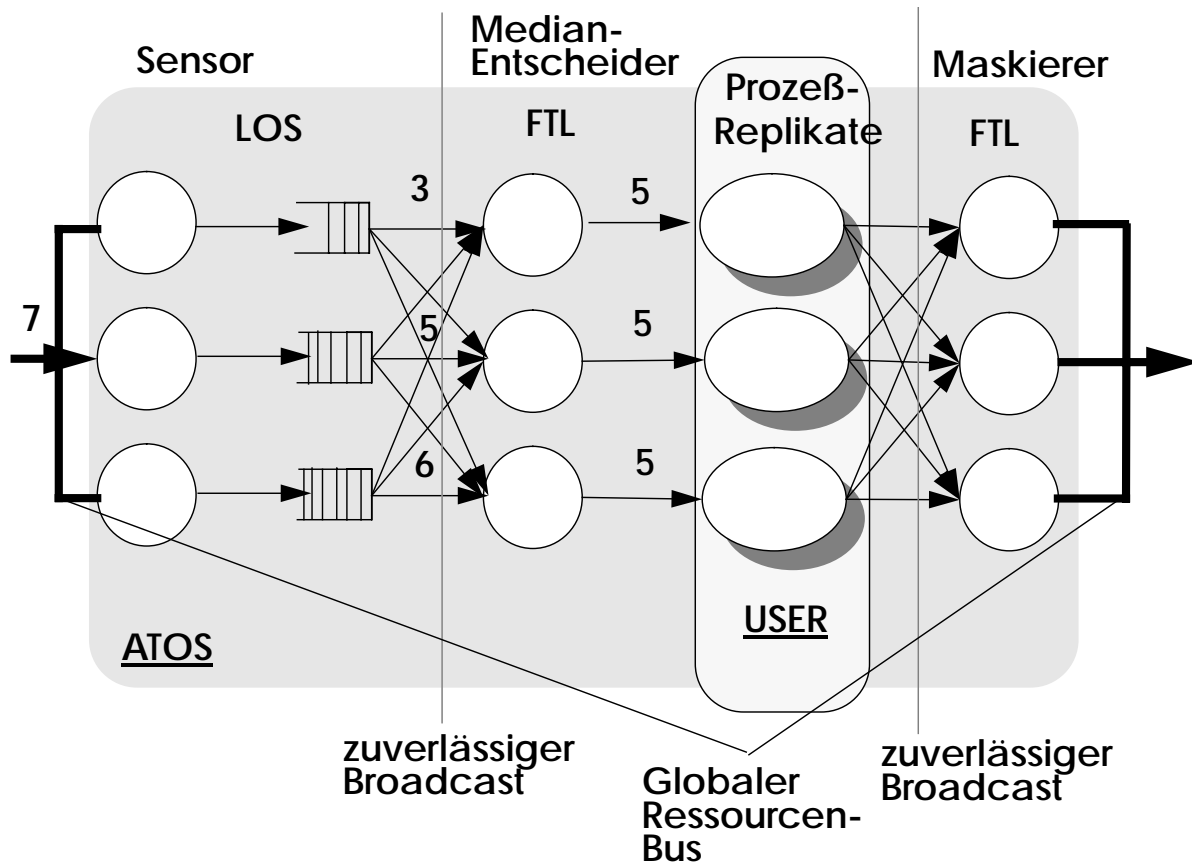 Sensor
Median-
Entscheider
Maskierer
Prozeß-
Replikate
LOS
FTL
FTL
3
5
7
5
5
6
5
ATOS
USER
zuverlässiger
Broadcast
Globaler
Ressourcen-
Bus
zuverlässiger
Broadcast